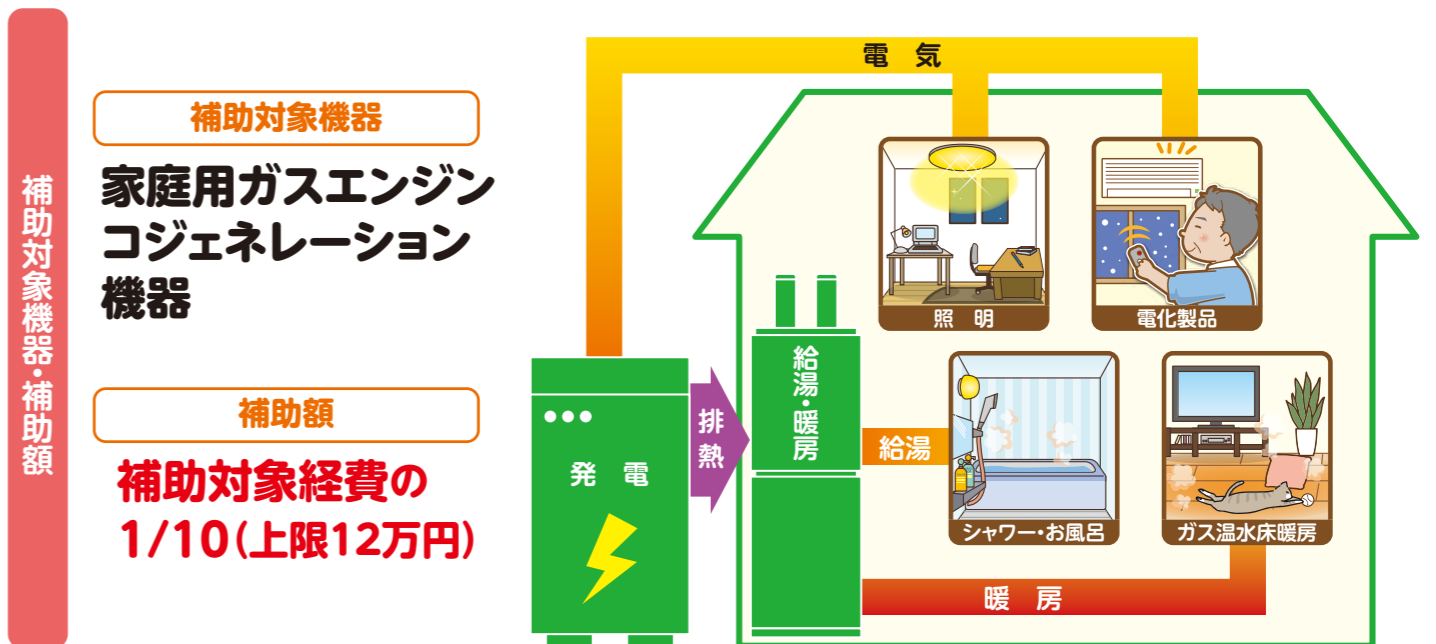 補助対象機器・補助額
補助対象機器
家庭用ガスエンジン
コジェネレーション
機器
補助額
補助対象経費の
1/10(上限12万円)
電 気
照 明
電化製品
発 電
排熱
給湯・暖房
給湯
シャワー・お風呂
ガス温水床暖房
暖 房